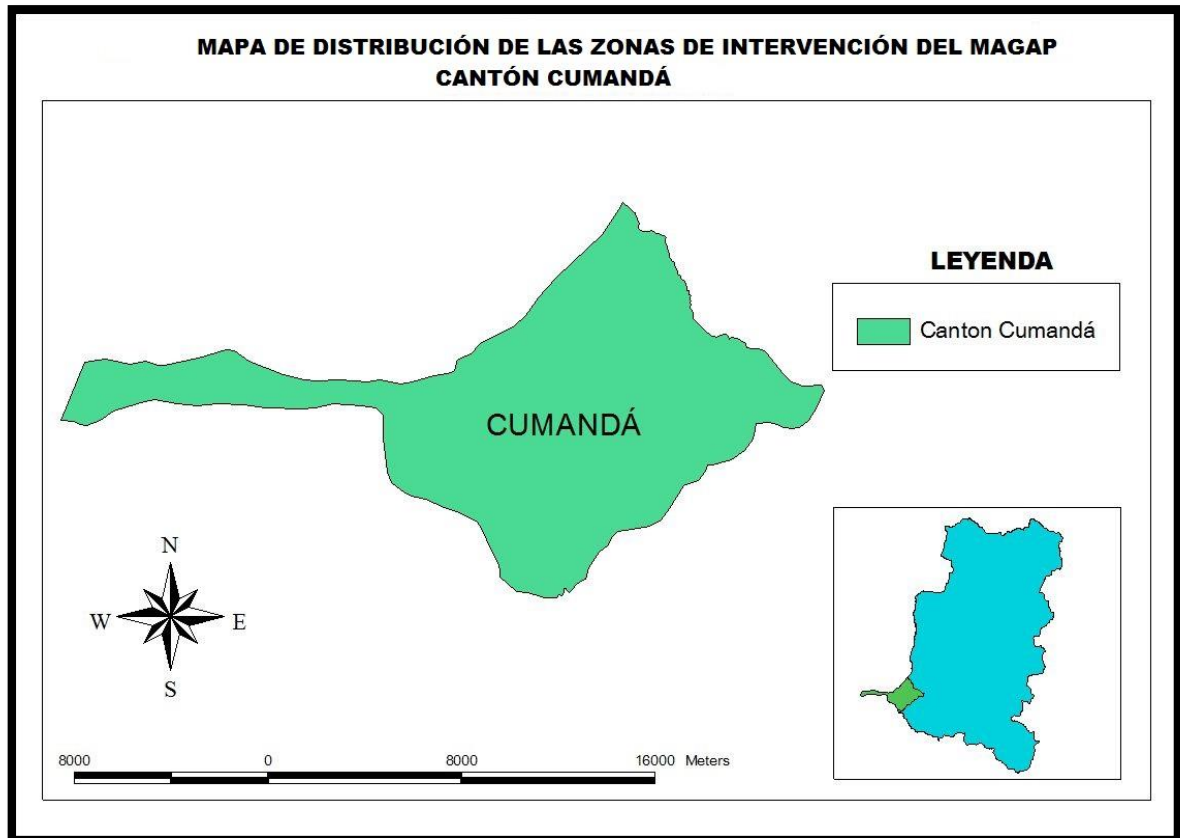 MAPA DE DISTRIBUCIÓN DE LAS ZONAS DE INTERVENCIÓN DEL MAGAP
CANTÓN CUMANDÁ
LEYENDA
Canton Cumandá
CUMANDÁ
N
W E
S
8000 0 8000 16000 Meters